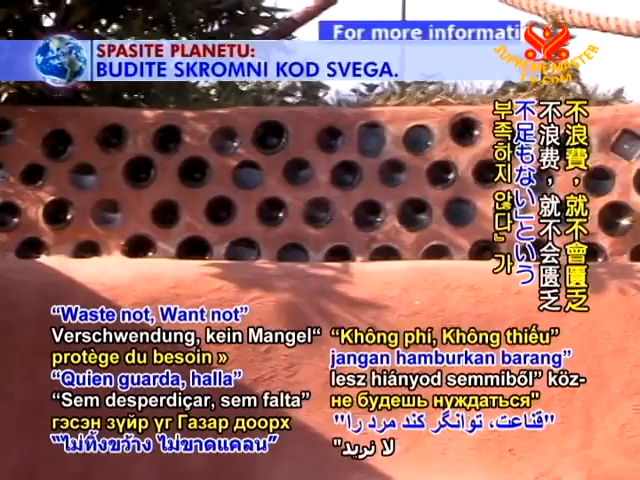 For more informati
SPASITE PLANETU:
BUDITE SKROMNI KOD SVEGA.
SUPREME MASTER
TV.COM
不浪費，就不會匱乏
不浪费，就不会匮乏
不足もない」という
부족하지 않다』가
“Waste not, Want not”
Verschwendung, kein Mangel“
protège du besoin »
“Quien guarda, halla”
“Sem desperdiçar, sem falta”
гэсэн зүйр үг Газар доорх
“ไม่ทิ้งขว้าง ไม่ขาดแคลน”
“Không phí, Không thiếu”
jangan hamburkan barang”
lesz hiányod semmiből” köz-
не будешь нуждаться"
"قناعت، توانگر کند مرد را"
لا نريد"